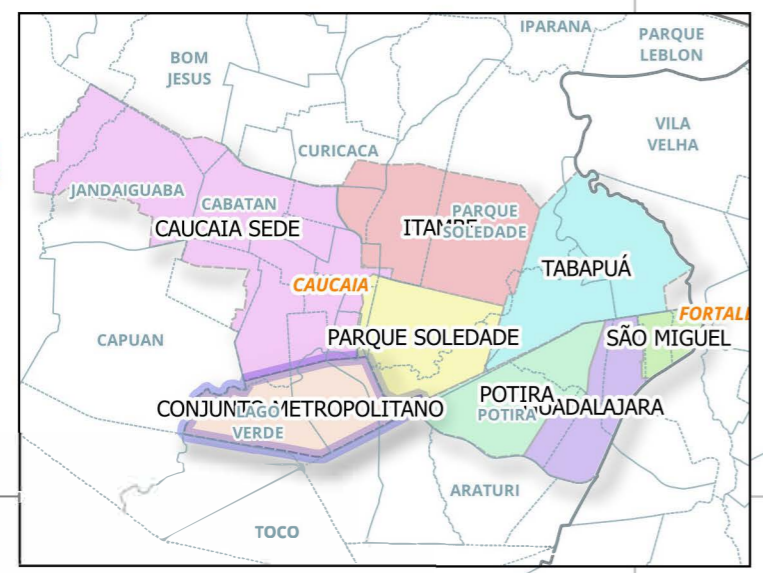 IPARANA
PARQUE
LEBLON
BOM
JESUS
VILA
VELHA
CURICACA
JANDAIGUABA
CABATAN
PARQUE
SOLEDADE
CAUCAIA SEDE
ITAMBE
TABAPUÁ
CAUCAIA
FORTAL
CAPUAN
PARQUE SOLEDADE
SÃO MIGUEL
POTIRA
CONJUNTO METROPOLITANO
GUADALAJARA
LAGO
VERDE
POTIRA
ARATURI
TOCO